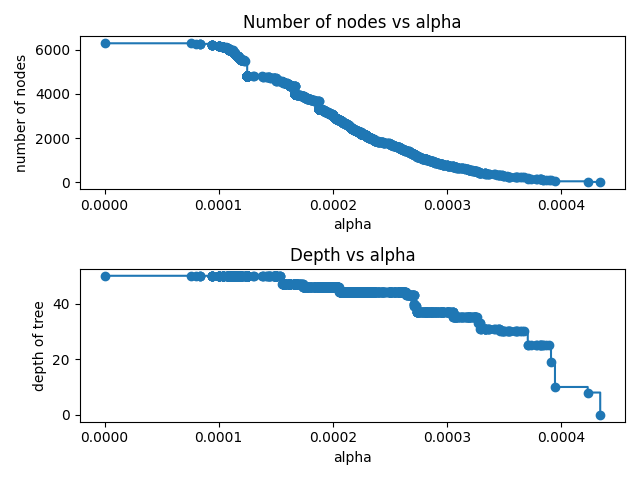 Number of nodes vs alpha
number of nodes
6000
4000
2000
0
0.0000 0.0001 0.0002 0.0003 0.0004
alpha
Depth vs alpha
depth of tree
40
20
0
0.0000 0.0001 0.0002 0.0003 0.0004
alpha